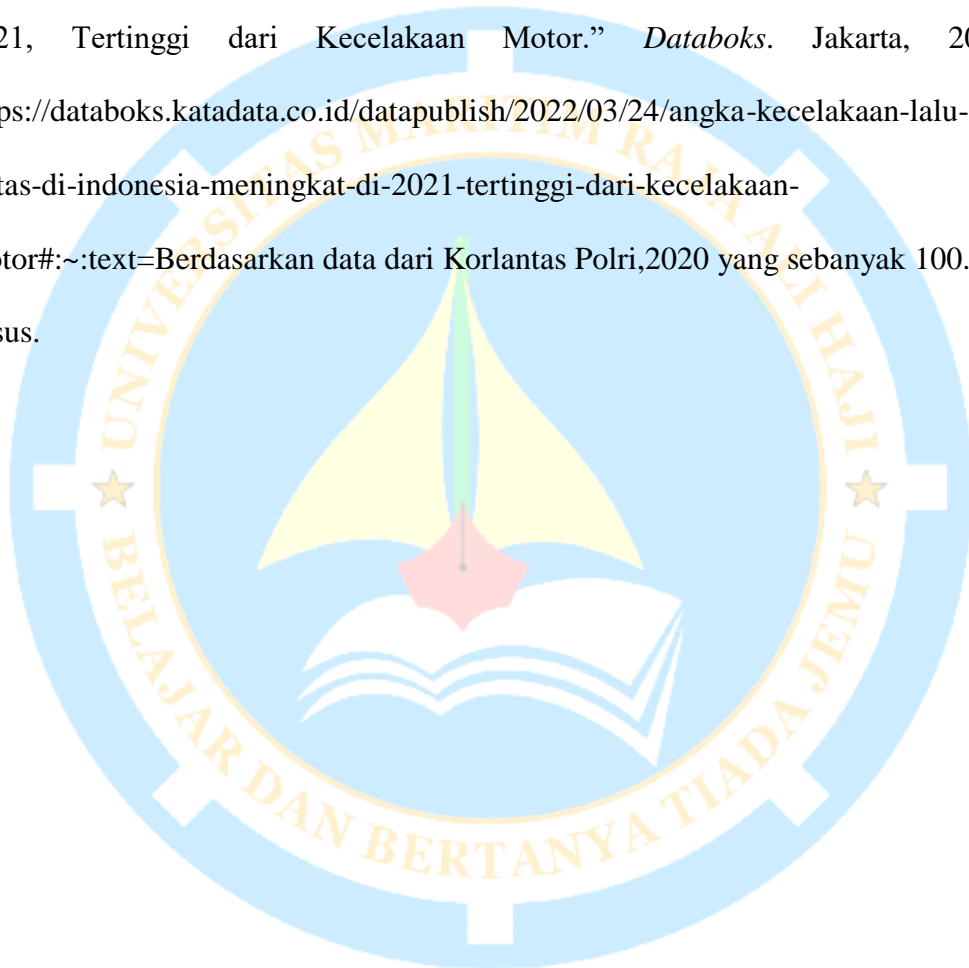 21, Tertinggi dari Kecelakaan Motor.” Databoks. Jakarta, 20
ps://databoks.katadata.co.id/datapublish/2022/03/24/angka-kecelakaan-lalu-
tas-di-indonesia-meningkat-di-2021-tertinggi-dari-kecelakaan-
tor#:~:text=Berdasarkan data dari Korlantas Polri,2020 yang sebanyak 100.
sus.
UNIVERSITAS MARITIM RAJA ALI HAJI
BELAJAR DAN BERTANYA TIADA JEMU